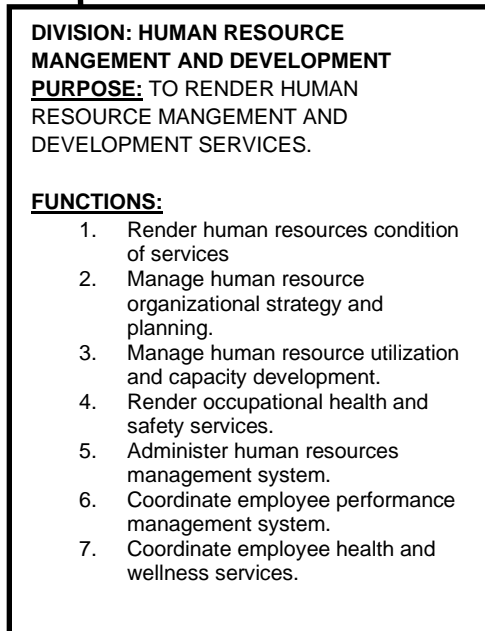 DIVISION: HUMAN RESOURCE
MANGEMENT AND DEVELOPMENT
PURPOSE: TO RENDER HUMAN
RESOURCE MANGEMENT AND
DEVELOPMENT SERVICES.
FUNCTIONS:
1. Render human resources condition
of services
2. Manage human resource
organizational strategy and
planning.
3. Manage human resource utilization
and capacity development.
4. Render occupational health and
safety services.
5. Administer human resources
management system.
6. Coordinate employee performance
management system.
7. Coordinate employee health and
wellness services.